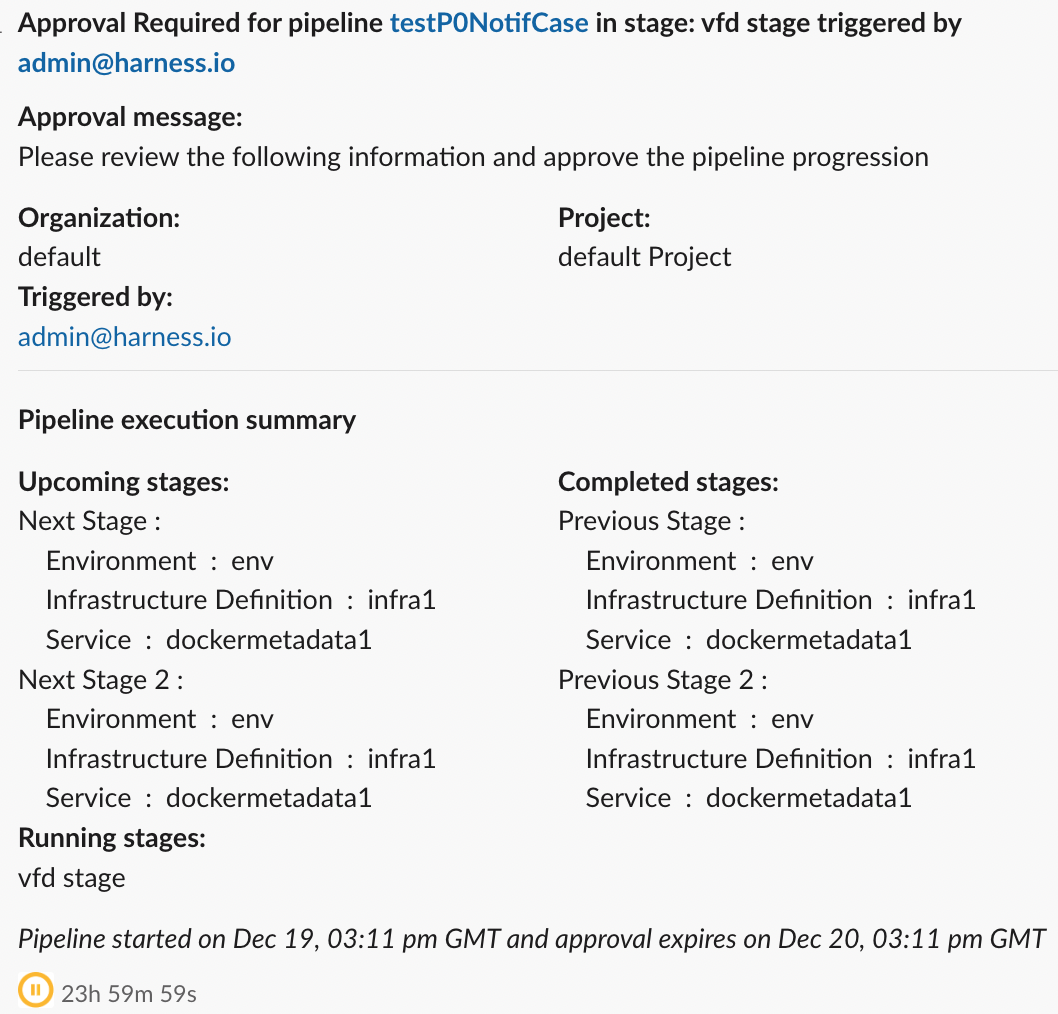 Approval Required for pipeline testP0NotifCase in stage: vfd stage triggered by
admin@harness.io
Approval message:
Please review the following information and approve the pipeline progression
Organization:
default
Project:
default Project
Triggered by:
admin@harness.io
Pipeline execution summary
Upcoming stages:
Next Stage :
Environment : env
Infrastructure Definition : infra1
Service : dockermetadata1
Next Stage 2 :
Environment : env
Infrastructure Definition : infra1
Service : dockermetadata1
Completed stages:
Previous Stage :
Environment : env
Infrastructure Definition : infra1
Service : dockermetadata1
Previous Stage 2 :
Environment : env
Infrastructure Definition : infra1
Service : dockermetadata1
Running stages:
vfd stage
Pipeline started on Dec 19, 03:11 pm GMT and approval expires on Dec 20, 03:11 pm GMT
23h 59m 59s